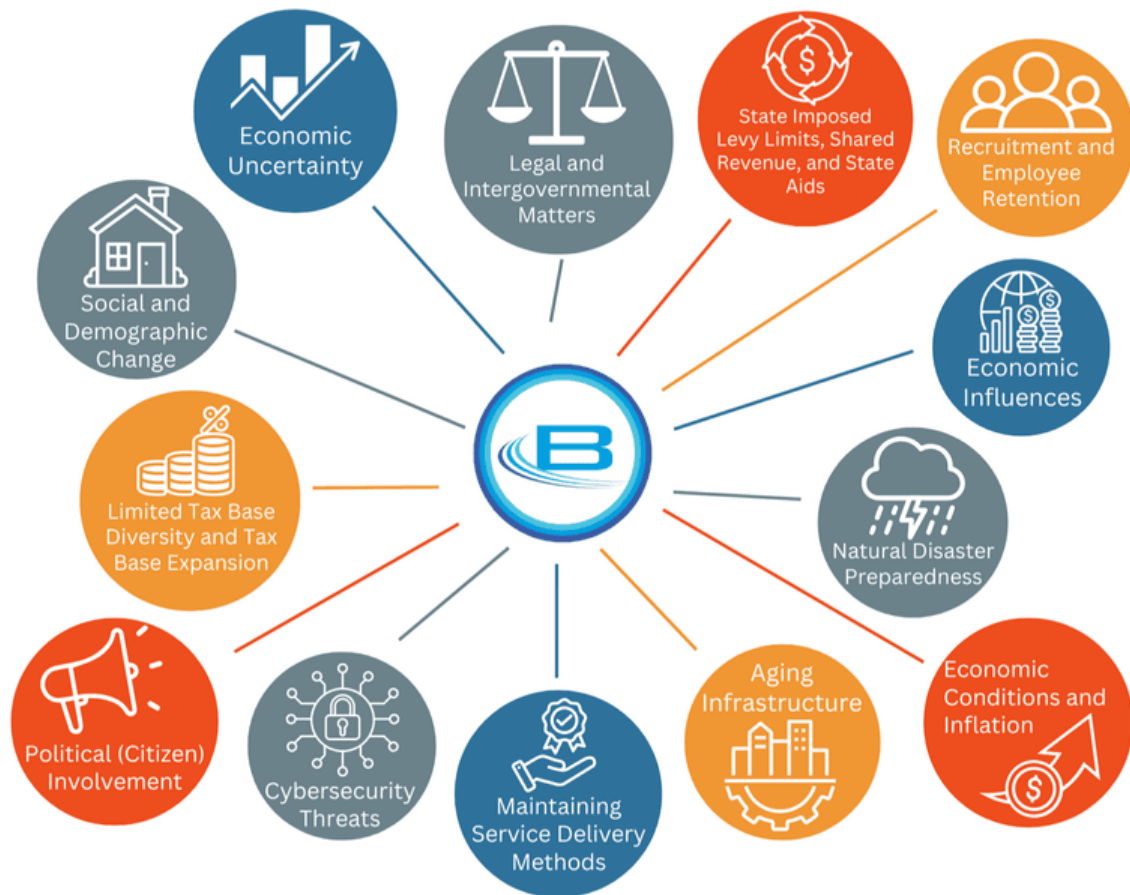 Economic
Uncertainty
Legal and
Intergovernmental
Matters
$
State Imposed
Levy Limits, Shared
Revenue, and State
Aids
Recruitment and
Employee
Retention
Social and
Demographic
Change
$
$
Economic
Influences
B
%
Limited Tax Base
Diversity and Tax
Base Expansion
Natural Disaster
Preparedness
Political (Citizen)
Involvement
Cybersecurity
Threats
Maintaining
Service Delivery
Methods
Aging
Infrastructure
Economic
Conditions and
Inflation
$